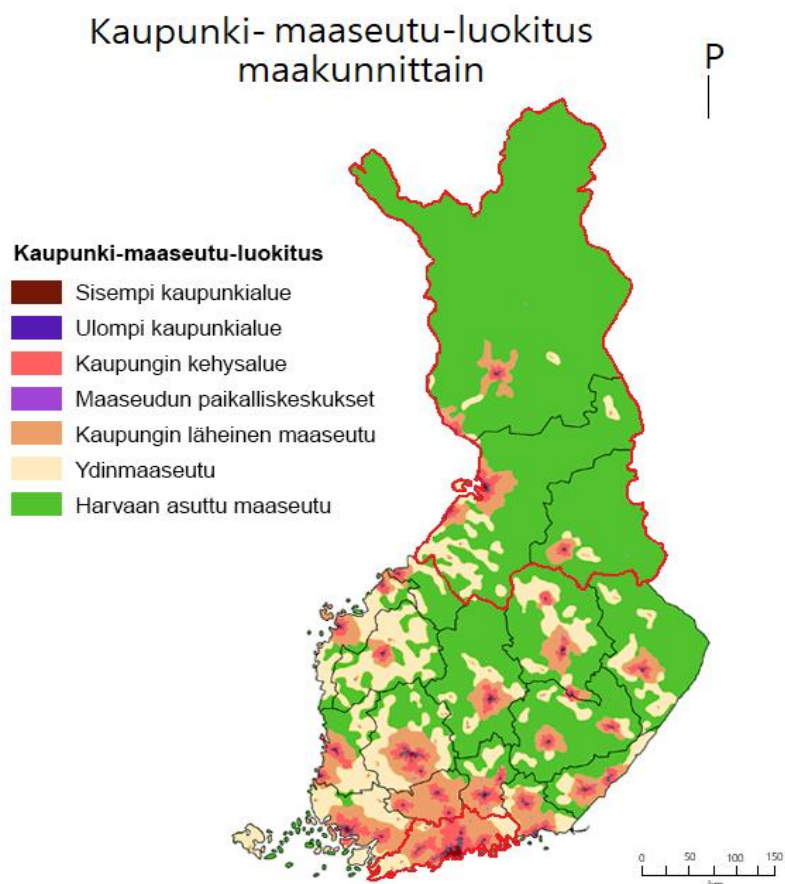 Kaupunki- maaseutu-luokitus
maakunnittain
P
Kaupunki-maaseutu-luokitus
Sisempi kaupunkialue
Ulompi kaupunkialue
Kaupungin kehysalue
Maaseudun paikalliskeskukset
Kaupungin läheinen maaseutu
Ydinmaaseutu
Harvaan asuttu maaseutu
0 50 100 150